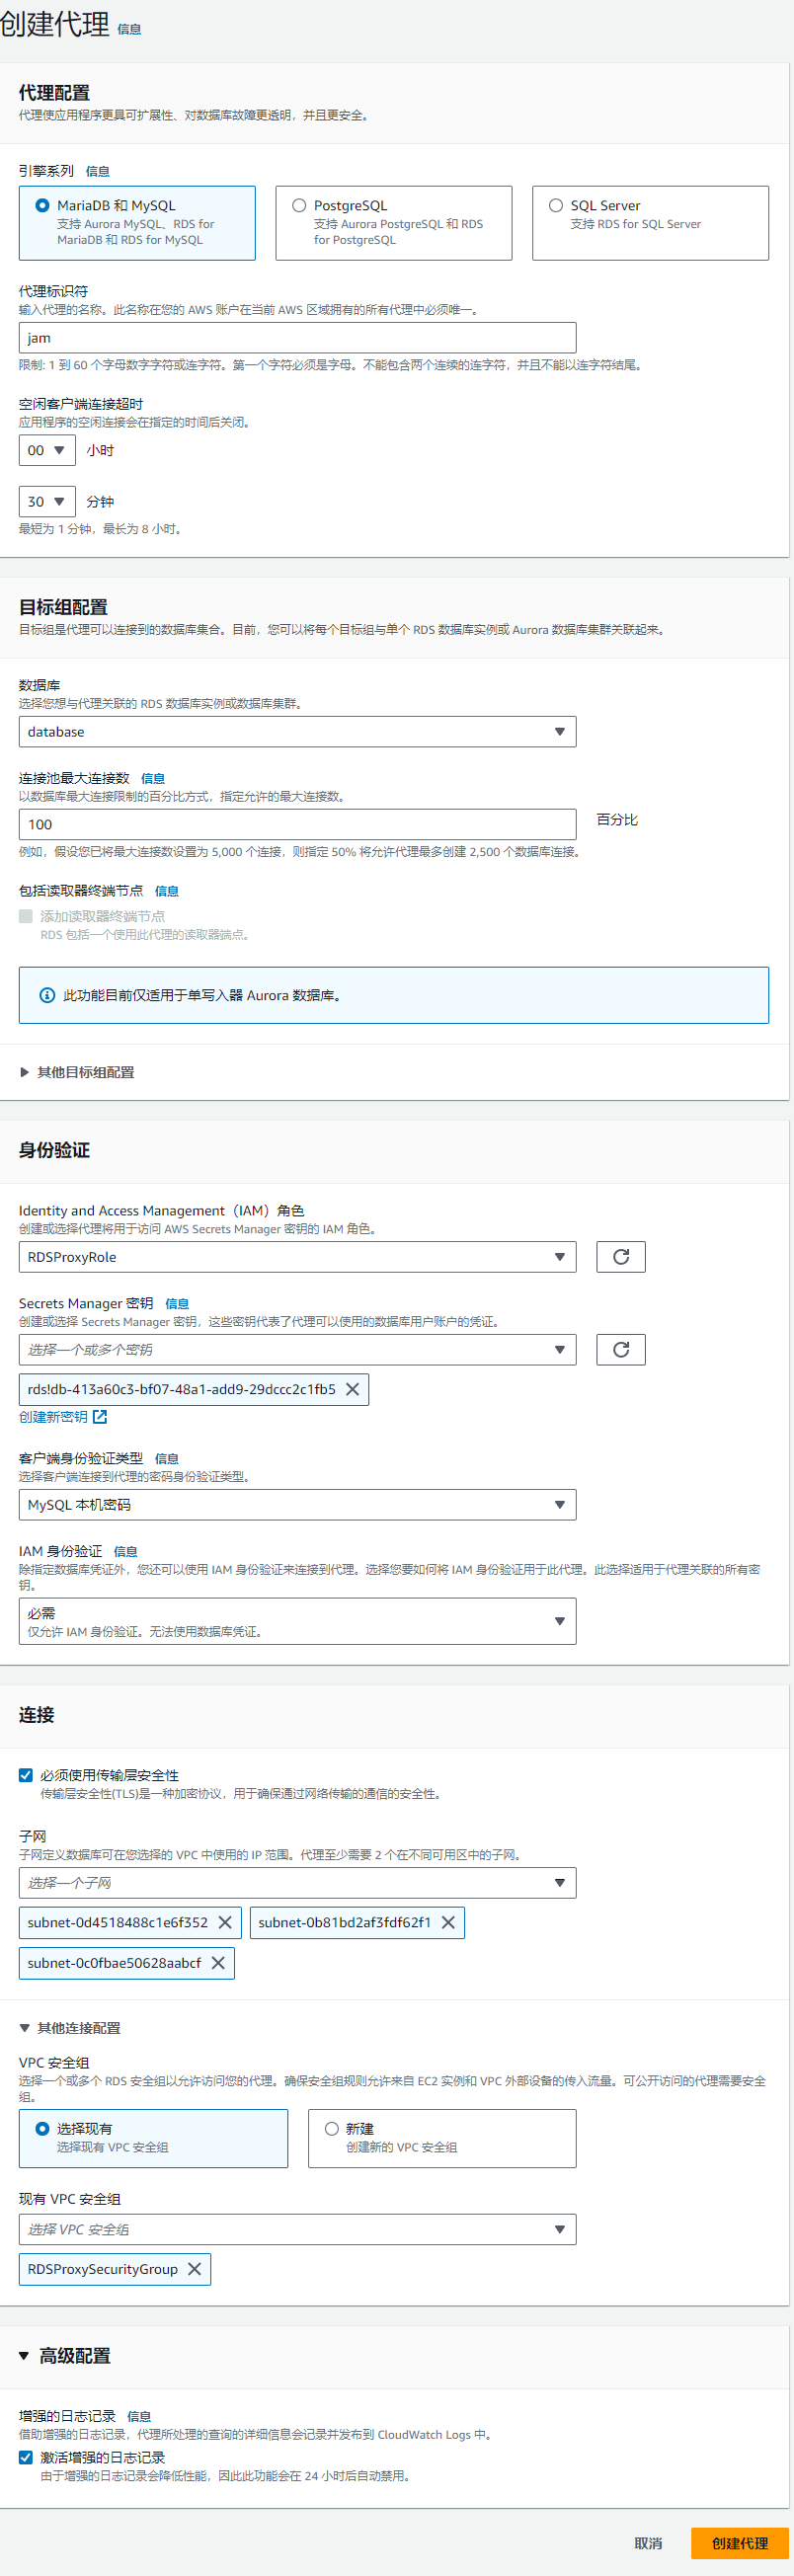 创建代理 信息
代理配置
代理使应用程序更具可扩展性、对数据库故障更透明，并且更安全。
引擎系列 信息
MariaDB 和 MySQL
支持 Aurora MySQL、RDS for
MariaDB 和 RDS for MySQL
PostgreSQL
支持 Aurora PostgreSQL 和 RDS
for PostgreSQL
SQL Server
支持 RDS for SQL Server
代理标识符
输入代理的名称。此名称在您的 AWS 账户在当前 AWS 区域拥有的所有代理中必须唯一。
jam
限制: 1 到 60 个字母数字字符或连字符。第一个字符必须是字母。不能包含两个连续的连字符，并且不能以连字符结尾。
空闲客户端连接超时
应用程序的空闲连接会在指定的时间后关闭。
00 小时
30 分钟
最短为 1 分钟，最长为 8 小时。
目标组配置
目标组是代理可以连接到的数据库集合。目前，您可以将每个目标组与单个 RDS 数据库实例或 Aurora 数据库集群关联起来。
数据库
选择您想与代理关联的 RDS 数据库实例或数据库集群。
database
连接池最大连接数 信息
以数据库最大连接限制的百分比方式，指定允许的最大连接数。
100 百分比
例如，假设您已将最大连接数设置为 5,000 个连接，则指定 50% 将允许代理最多创建 2,500 个数据库连接。
包括读取器终端节点 信息
添加读取器终端节点
RDS 包括一个使用此代理的读取器端点。
此功能目前仅适用于单写入器 Aurora 数据库。
其他目标组配置
身份验证
Identity and Access Management（IAM）角色
创建或选择代理将用于访问 AWS Secrets Manager 密钥的 IAM 角色。
RDSProxyRole
Secrets Manager 密钥 信息
创建或选择 Secrets Manager 密钥，这些密钥代表了代理可以使用的数据库用户账户的凭证。
选择一个或多个密钥
rds!db-413a60c3-bf07-48a1-add9-29dccc2c1fb5
创建新密钥
客户端身份验证类型 信息
选择客户端连接到代理的密码身份验证类型。
MySQL 本机密码
IAM 身份验证 信息
除指定数据库凭证外，您还可以使用 IAM 身份验证来连接到代理。选择您要如何将 IAM 身份验证用于此代理。此选择适用于代理关联的所有密
钥。
必需
仅允许 IAM 身份验证。无法使用数据库凭证。
连接
必须使用传输层安全性
传输层安全性(TLS)是一种加密协议，用于确保通过网络传输的通信的安全性。
子网
子网定义数据库可在您选择的 VPC 中使用的 IP 范围。代理至少需要 2 个在不同可用区中的子网。
选择一个子网
subnet-0d4518488c1e6f352 subnet-0b81bd2af3fdf62f1
subnet-0c0fbae50628aabcf
其他连接配置
VPC 安全组
选择一个或多个 RDS 安全组以允许访问您的代理。确保安全组规则允许来自 EC2 实例和 VPC 外部设备的传入流量。可公开访问的代理需要安全
组。
选择现有
选择现有 VPC 安全组
新建
创建新的 VPC 安全组
现有 VPC 安全组
选择 VPC 安全组
RDSProxySecurityGroup
高级配置
增强的日志记录 信息
借助增强的日志记录，代理所处理的查询的详细信息会记录并发布到 CloudWatch Logs 中。
激活增强的日志记录
由于增强的日志记录会降低性能，因此此功能会在 24 小时后自动禁用。
取消 创建代理